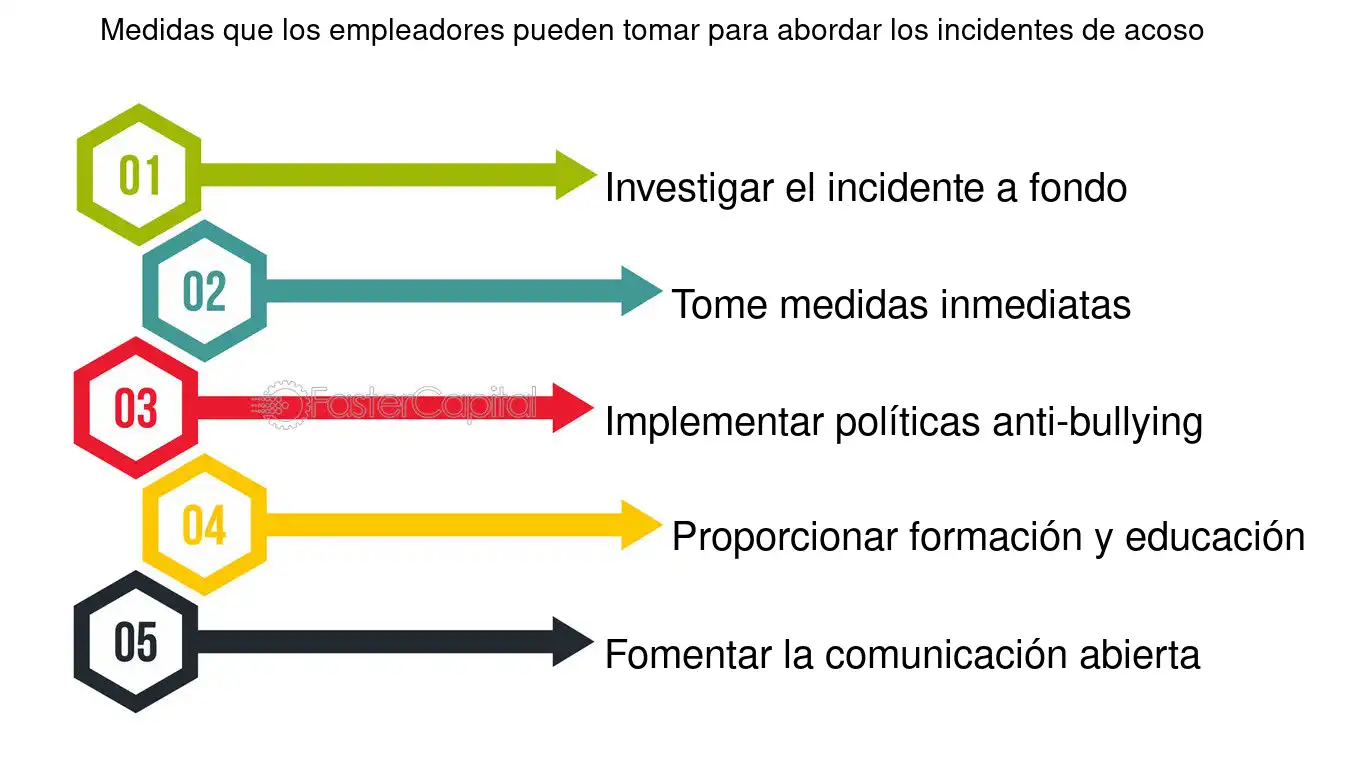 Medidas que los empleadores pueden tomar para abordar los incidentes de acoso
01
Investigar el incidente a fondo
02
Tome medidas inmediatas
03
FasterCapital
Implementar políticas anti-bullying
04
Proporcionar formación y educación
05
Fomentar la comunicación abierta